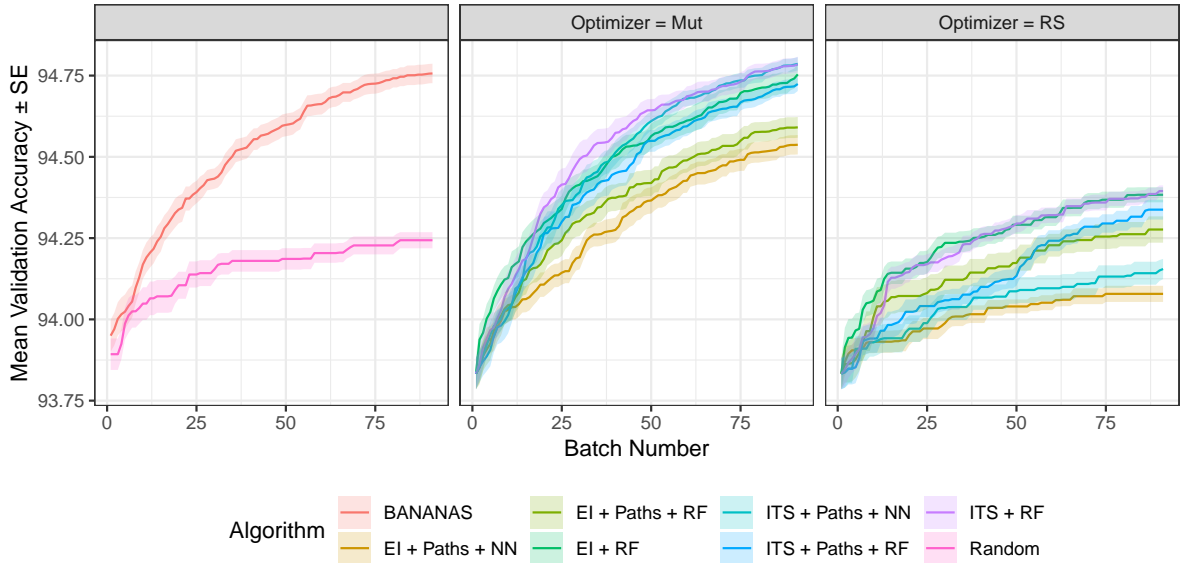 Optimizer = Mut
Optimizer = RS
Mean Validation Accuracy ± SE
94.75
94.50
94.25
94.00
93.75
0 25 50 75
0 25 50 75
0 25 50 75
Batch Number
Algorithm
BANANAS
EI + Paths + NN
EI + Paths + RF
EI + RF
ITS + Paths + NN
ITS + Paths + RF
ITS + RF
Random